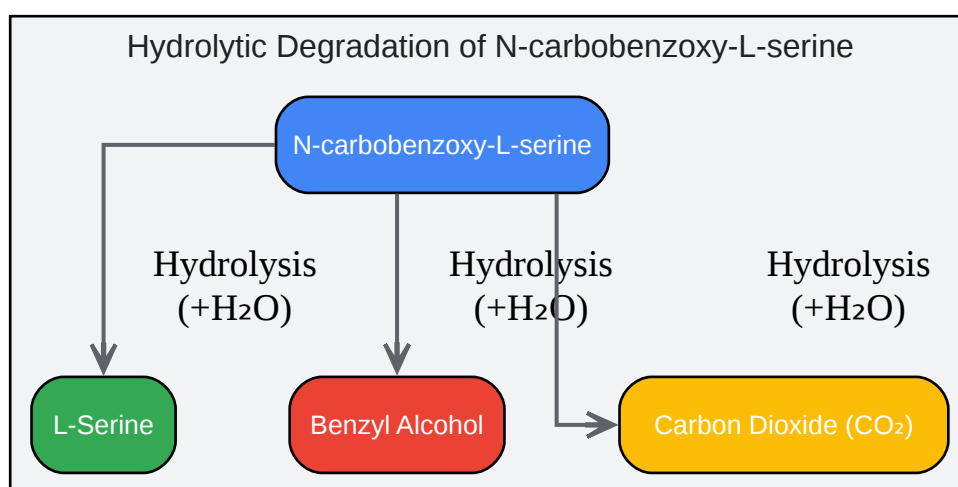 Hydrolytic Degradation of N-carbobenzoxy-L-serine
N-carbobenzoxy-L-serine
Hydrolysis
(+H₂O)
Hydrolysis
(+H₂O)
Hydrolysis
(+H₂O)
L-Serine
Benzyl Alcohol
Carbon Dioxide (CO₂)